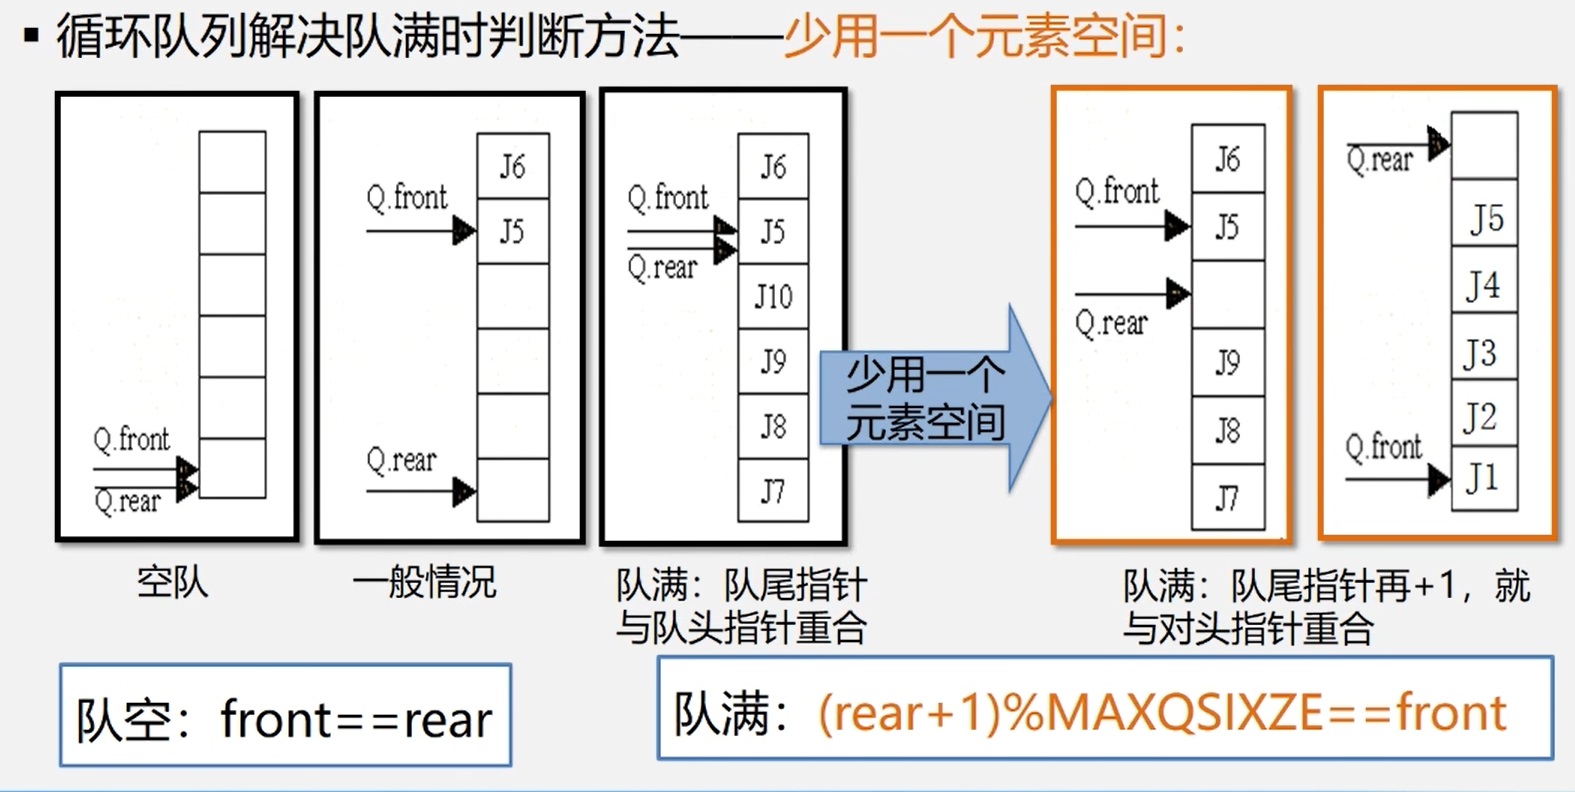 ▪ 循环队列解决队满时判断方法——少用一个元素空间：
Q.front
Q.rear
Q.front
Q.rear
J6
J5
Q.front
Q.rear
J6
J5
J10
J9
J8
J7
少用一个
元素空间
Q.front
Q.rear
J6
J5
J9
J8
J7
Q.rear
Q.front
J5
J4
J3
J2
J1
空队
一般情况
队满：队尾指针
与队头指针重合
队满：队尾指针再+1，就
与对头指针重合
队空：front==rear
队满：(rear+1)%MAXQSIXZE==front